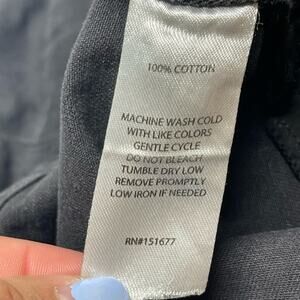 100% COTTON
MACHINE WASH COLD
WITH LIKE COLORS
GENTLE CYCLE
DO NOT BLEACH
TUMBLE DRY LOW
REMOVE PROMPTLY
LOW IRON IF NEEDED
RN#151677